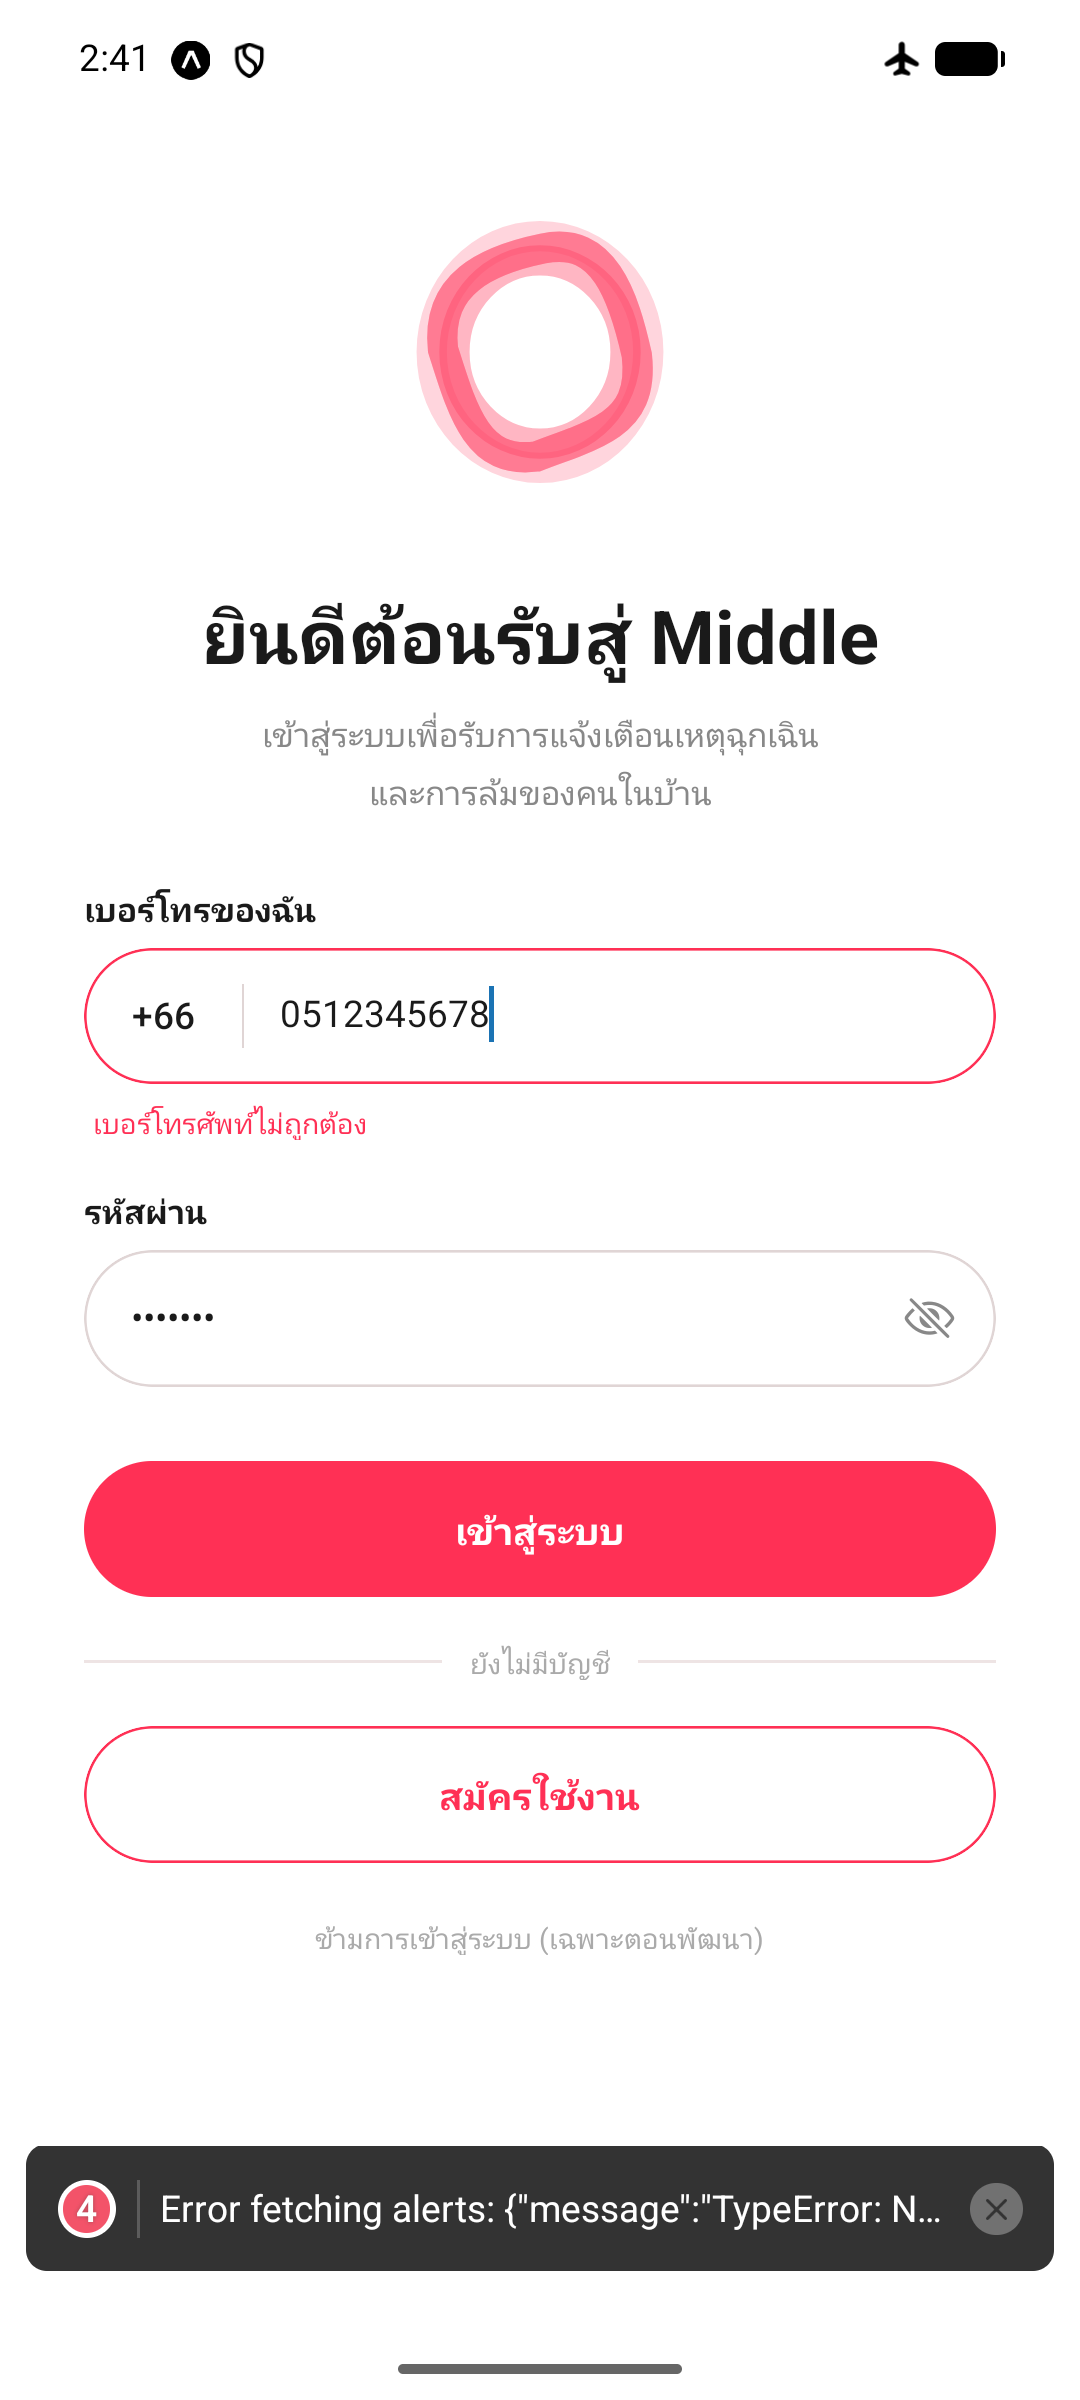 2:41
ยินดีต้อนรับสู่ Middle
เข้าสู่ระบบเพื่อรับการแจ้งเตือนเหตุฉุกเฉิน
และการล้มของคนในบ้าน
เบอร์โทรของฉัน
+66 0512345678
เบอร์โทรศัพท์ไม่ถูกต้อง
รหัสผ่าน
•••••••
เข้าสู่ระบบ
ยังไม่มีบัญชี
สมัครใช้งาน
ข้ามการเข้าสู่ระบบ (เฉพาะตอนพัฒนา)
4 Error fetching alerts: {"message":"TypeError: N...